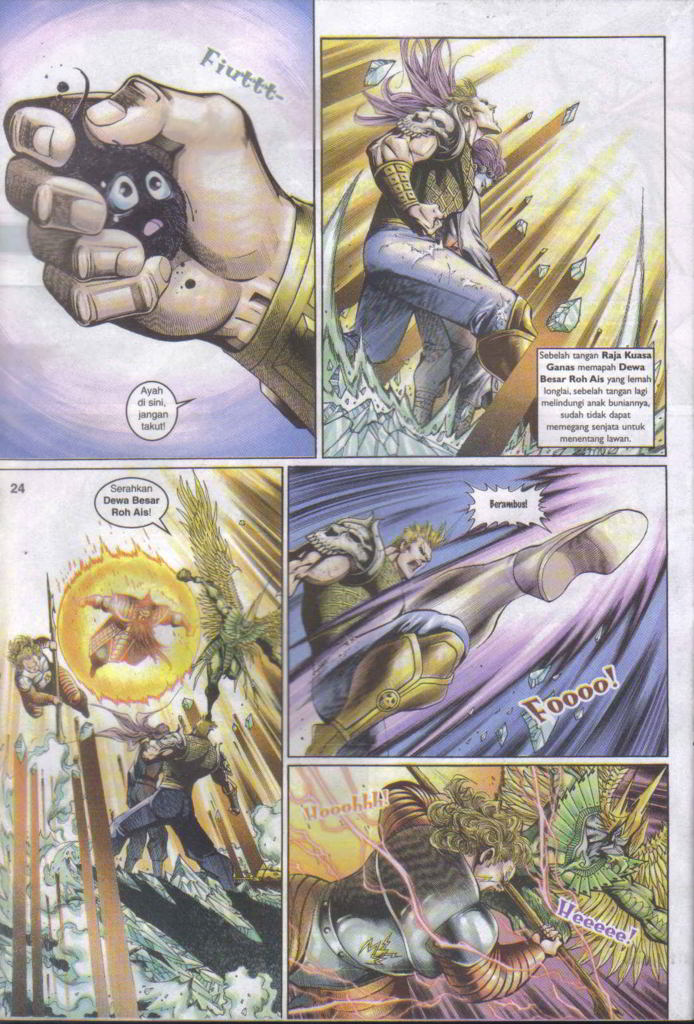 Fiuttt-
Ayah
di sini,
jangan
takut!
Sebelah tangan Raja Kuasa
Ganas memapah Dewa
Besar Roh Ais yang lemah
longlai, sebelah tangan lagi
melindungi anak buniannya,
sudah tidak dapat
memegang senjata untuk
menentang lawan.
24
Serahkan
Dewa Besar
Roh Ais!
Berambus!
Foooo!
Hooohhh!
Heeeee!